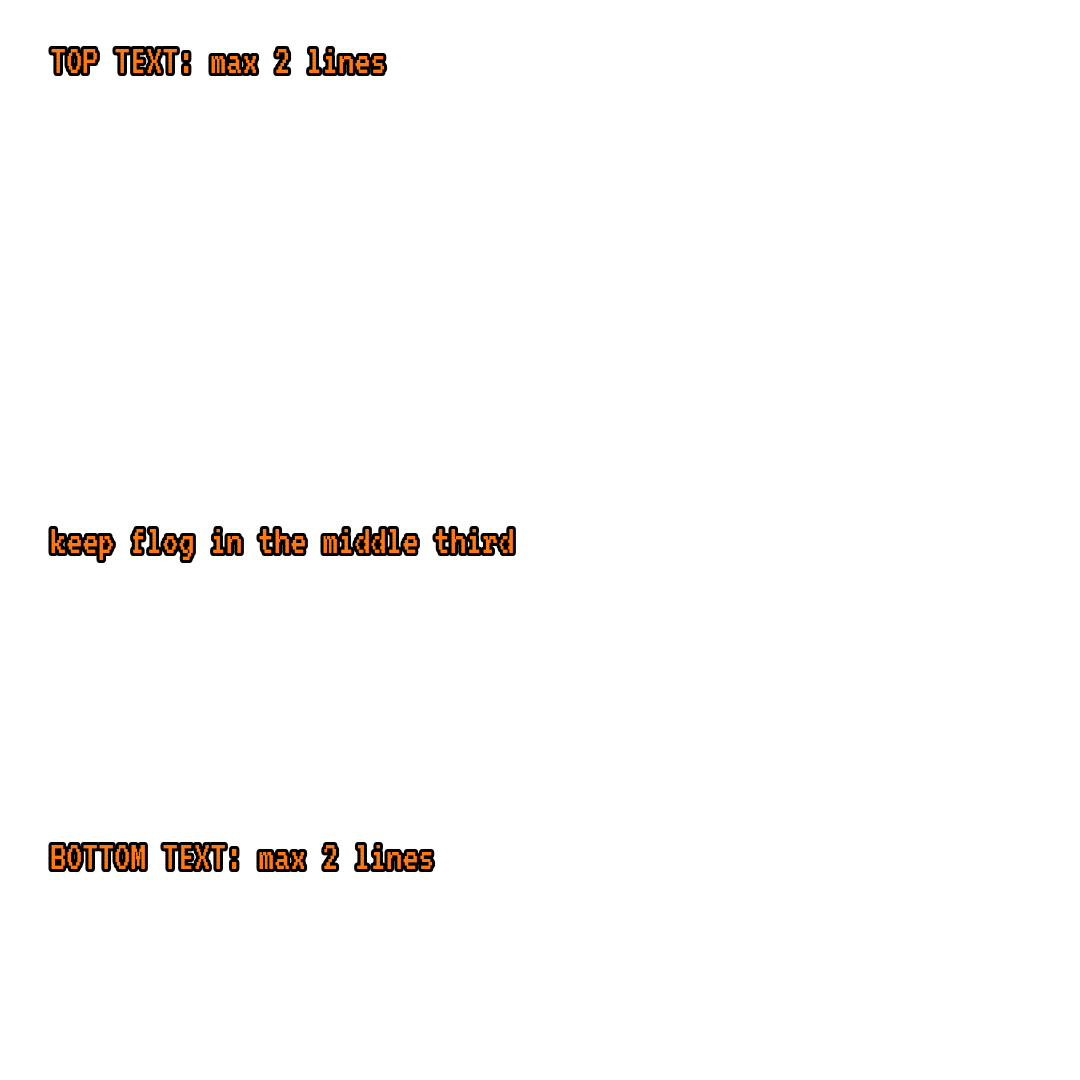 TOP TEXT: max 2 lines
keep flog in the middle third
BOTTOM TEXT: max 2 lines